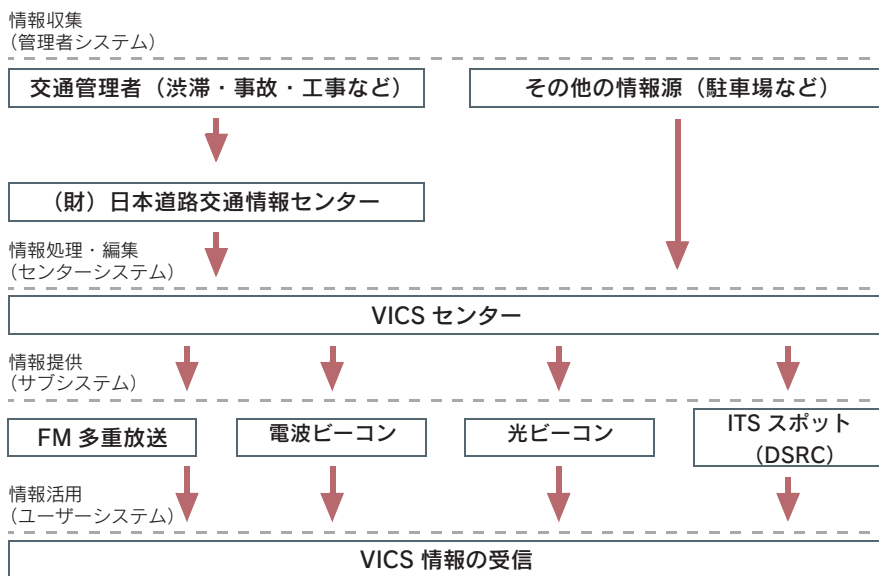 情報収集
（管理者システム）
交通管理者（渋滞・事故・工事など）
その他の情報源（駐車場など）
（財）日本道路交通情報センター
情報処理・編集
（センターシステム）
VICS センター
情報提供
（サブシステム）
FM 多重放送
電波ビーコン
光ビーコン
ITS スポット
（DSRC）
情報活用
（ユーザーシステム）
VICS 情報の受信